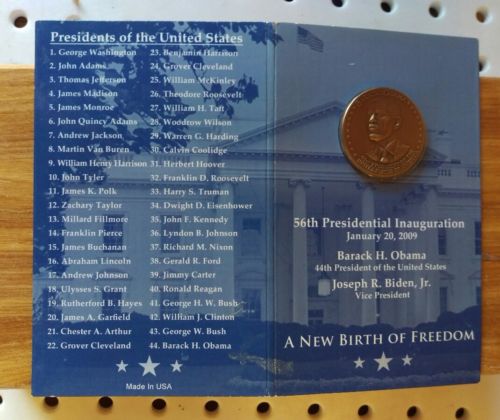 Presidents of the United States
1. George Washington
2. John Adams
3. Thomas Jefferson
4. James Madison
5. James Monroe
6. John Quincy Adams
7. Andrew Jackson
8. Martin Van Buren
9. William Henry Harrison
10. John Tyler
11. James K. Polk
12. Zachary Taylor
13. Millard Fillmore
14. Franklin Pierce
15. James Buchanan
16. Abraham Lincoln
17. Andrew Johnson
18. Ulysses S. Grant
19. Rutherford B. Hayes
20. James A. Garfield
21. Chester A. Arthur
22. Grover Cleveland
23. Benjamin Harrison
24. Grover Cleveland
25. William McKinley
26. Theodore Roosevelt
27. William H. Taft
28. Woodrow Wilson
29. Warren G. Harding
30. Calvin Coolidge
31. Herbert Hoover
32. Franklin D. Roosevelt
33. Harry S. Truman
34. Dwight D. Eisenhower
35. John F. Kennedy
36. Lyndon B. Johnson
37. Richard M. Nixon
38. Gerald R. Ford
39. Jimmy Carter
40. Ronald Reagan
41. George H. W. Bush
42. William J. Clinton
43. George W. Bush
44. Barack H. Obama
Made In USA
56th Presidential Inauguration
January 20, 2009
Barack H. Obama
44th President of the United States
Joseph R. Biden, Jr.
Vice President
A NEW BIRTH OF FREEDOM